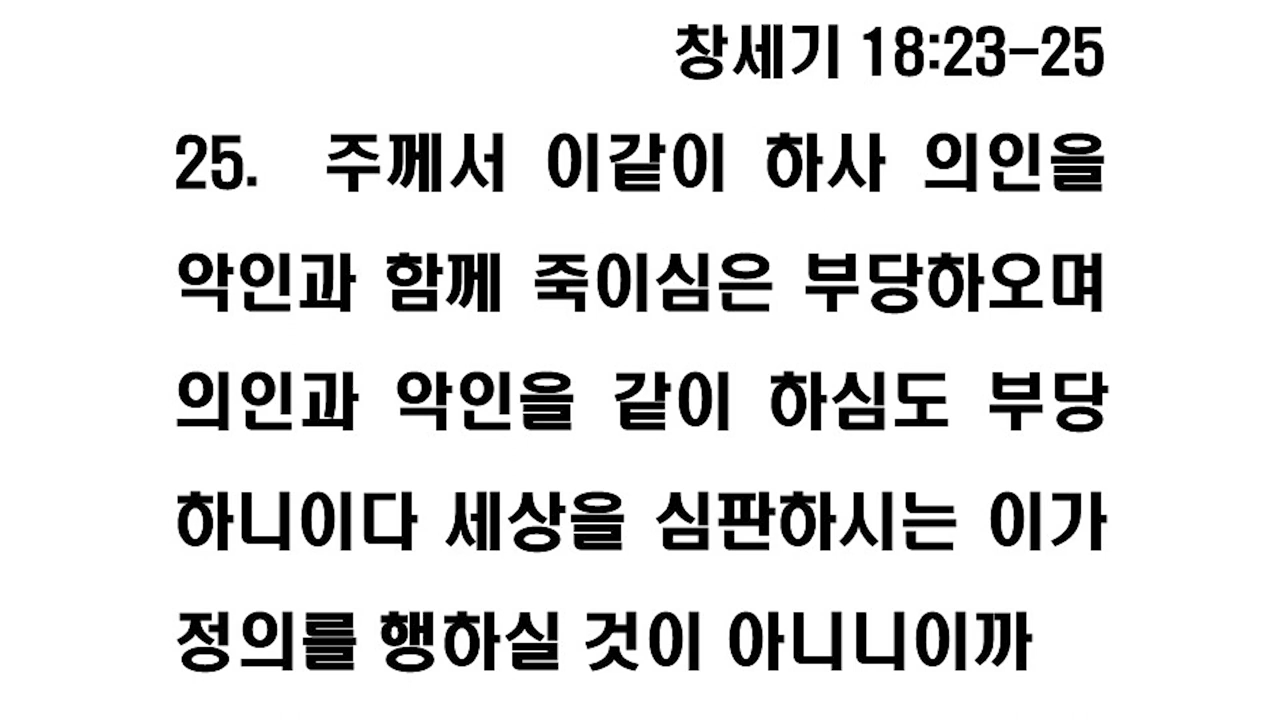 창세기 18:23-25
25. 주께서 이같이 하사 의인을
악인과 함께 죽이심은 부당하오며
의인과 악인을 같이 하심도 부당
하니이다 세상을 심판하시는 이가
정의를 행하실 것이 아니니이까